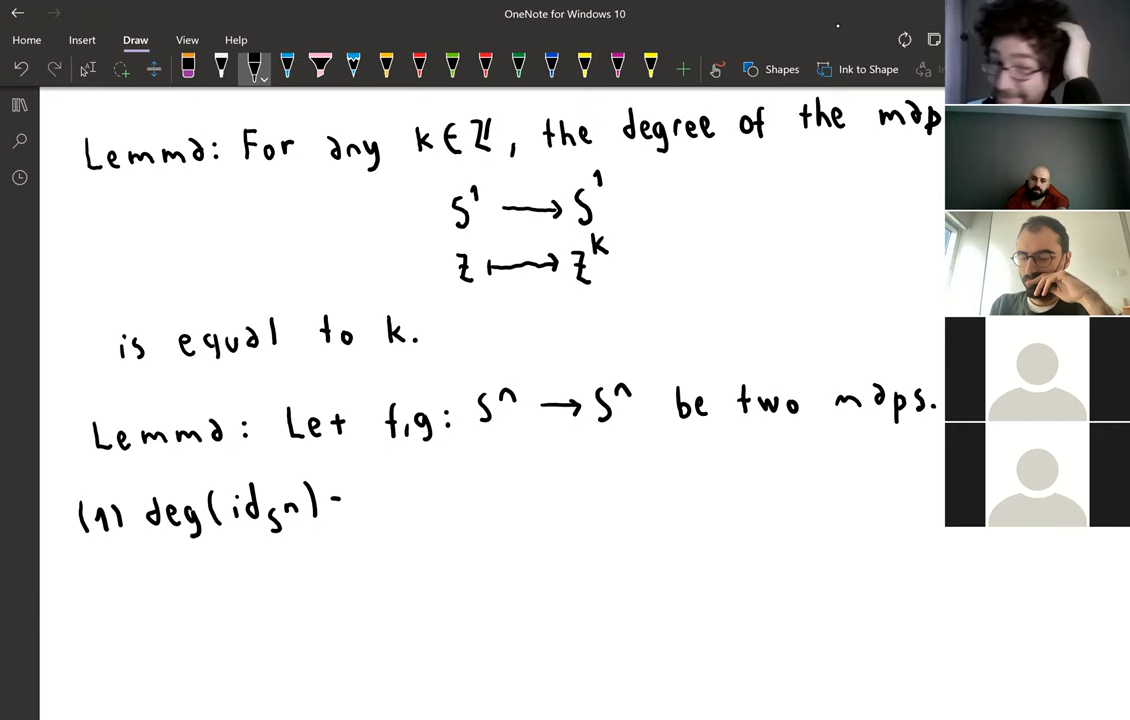 OneNote for Windows 10
Home Insert Draw View Help
Shapes Ink to Shape
Lemma: For any k ∈ ℤ, the degree of the map
S¹ ⟶ S¹
z ⟼ z^k
is equal to k.
Lemma: Let f,g: Sⁿ → Sⁿ be two maps.
(1) deg(id_Sⁿ) -